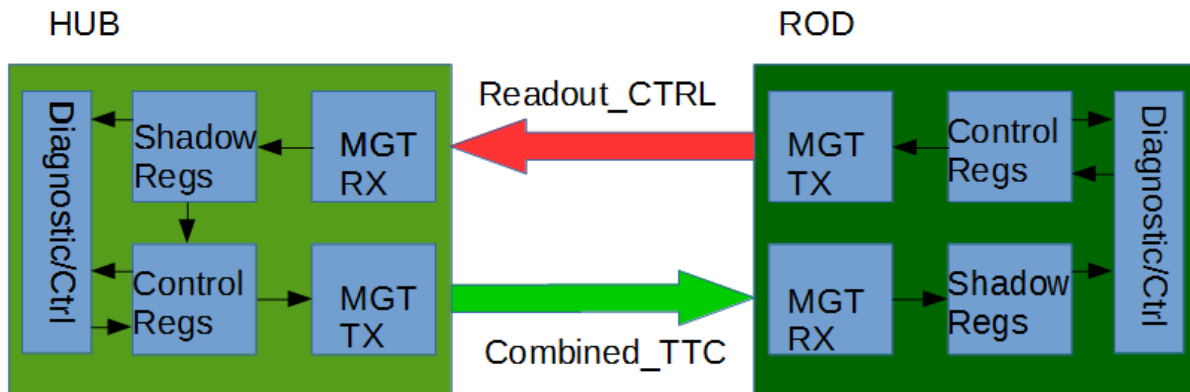 HUB
ROD
Readout_CTRL
Diagnostic/Ctrl
Shadow
Regs
MGT
RX
MGT
TX
Control
Regs
Diagnostic/Ctrl
Control
Regs
MGT
TX
Combined_TTC
MGT
RX
Shadow
Regs